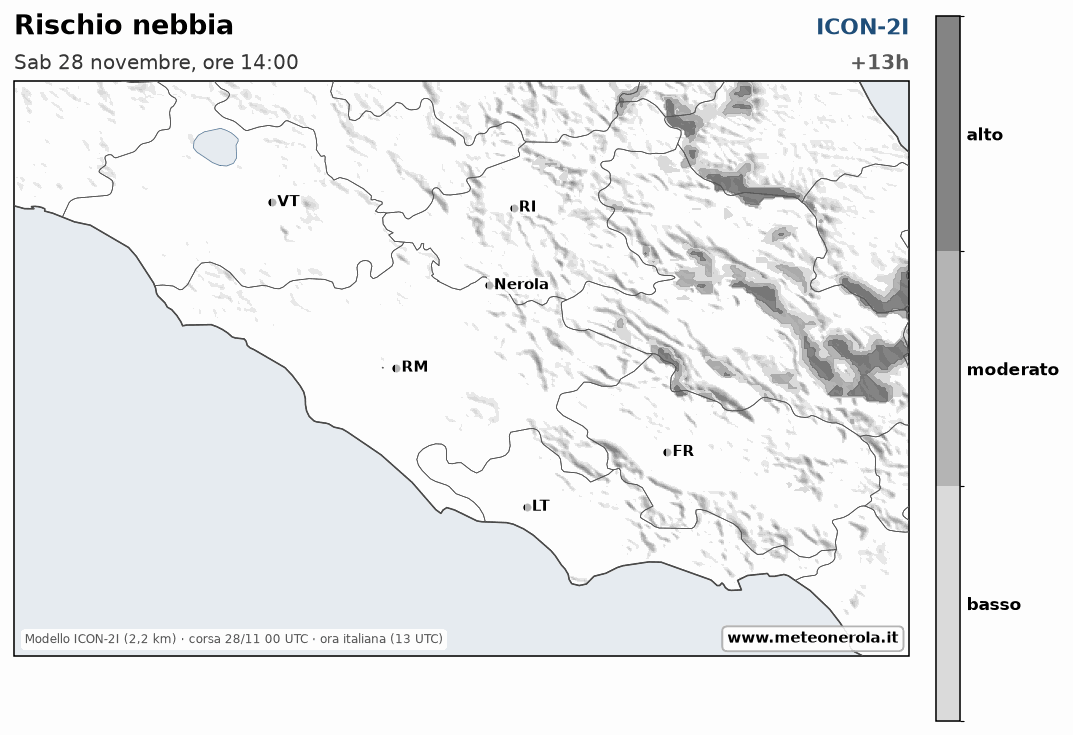 Rischio nebbia
ICON-2I
Sab 28 novembre, ore 14:00
+13h
alto
VT
RI
Nerola
RM
moderato
FR
LT
basso
Modello ICON-2I (2,2 km) · corsa 28/11 00 UTC · ora italiana (13 UTC)
www.meteonerola.it